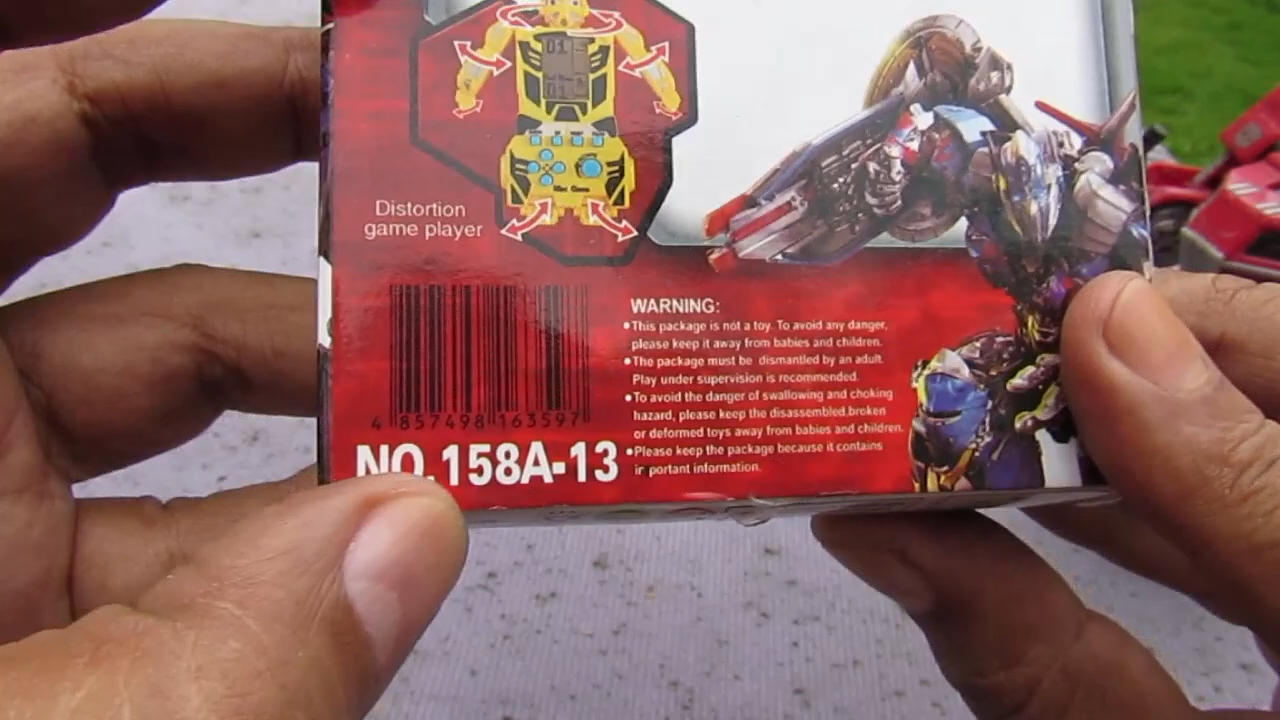 01
01
Distortion
game player
4 857498 163597
NO.158A-13
WARNING:
•This package is not a toy. To avoid any danger,
please keep it away from babies and children.
•The package must be dismantled by an adult.
Play under supervision is recommended.
•To avoid the danger of swallowing and choking
hazard, please keep the disassembled,broken
or deformed toys away from babies and children.
•Please keep the package because it contains
important information.